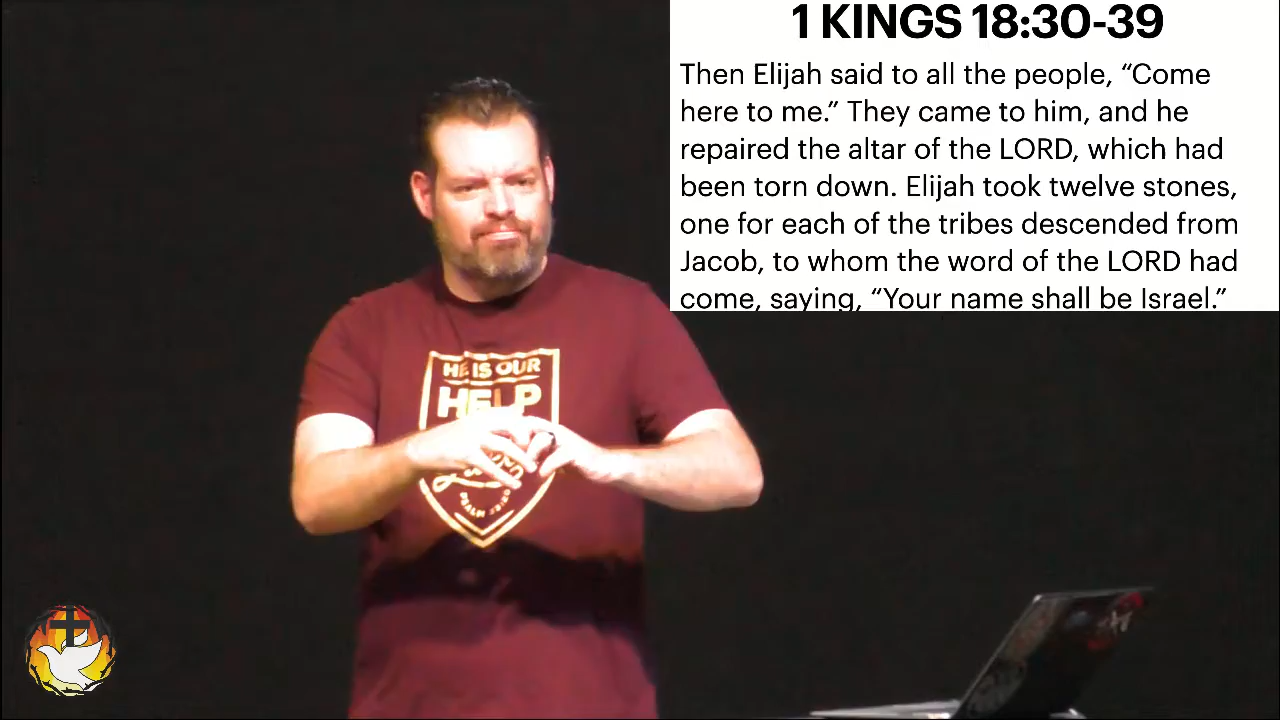 1 KINGS 18:30-39
Then Elijah said to all the people, “Come
here to me.” They came to him, and he
repaired the altar of the LORD, which had
been torn down. Elijah took twelve stones,
one for each of the tribes descended from
Jacob, to whom the word of the LORD had
come, saying, “Your name shall be Israel.”
HE IS OUR
HELP
PSALM